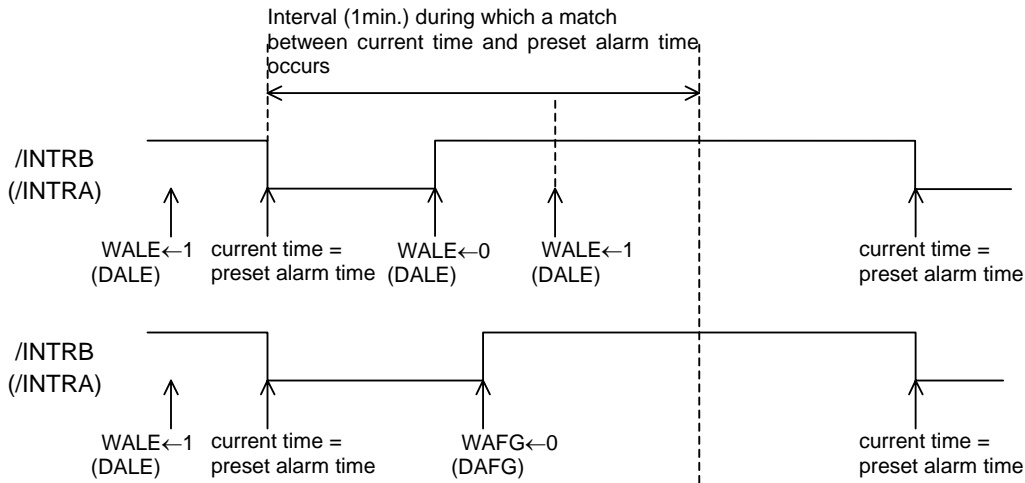 Interval (1min.) during which a match
between current time and preset alarm time
occurs
/INTRB
(/INTRA)
WALE←1
(DALE)
current time =
preset alarm time
WALE←0
(DALE)
WALE←1
(DALE)
current time =
preset alarm time
/INTRB
(/INTRA)
WALE←1
(DALE)
current time =
preset alarm time
WAFG←0
(DAFG)
current time =
preset alarm time